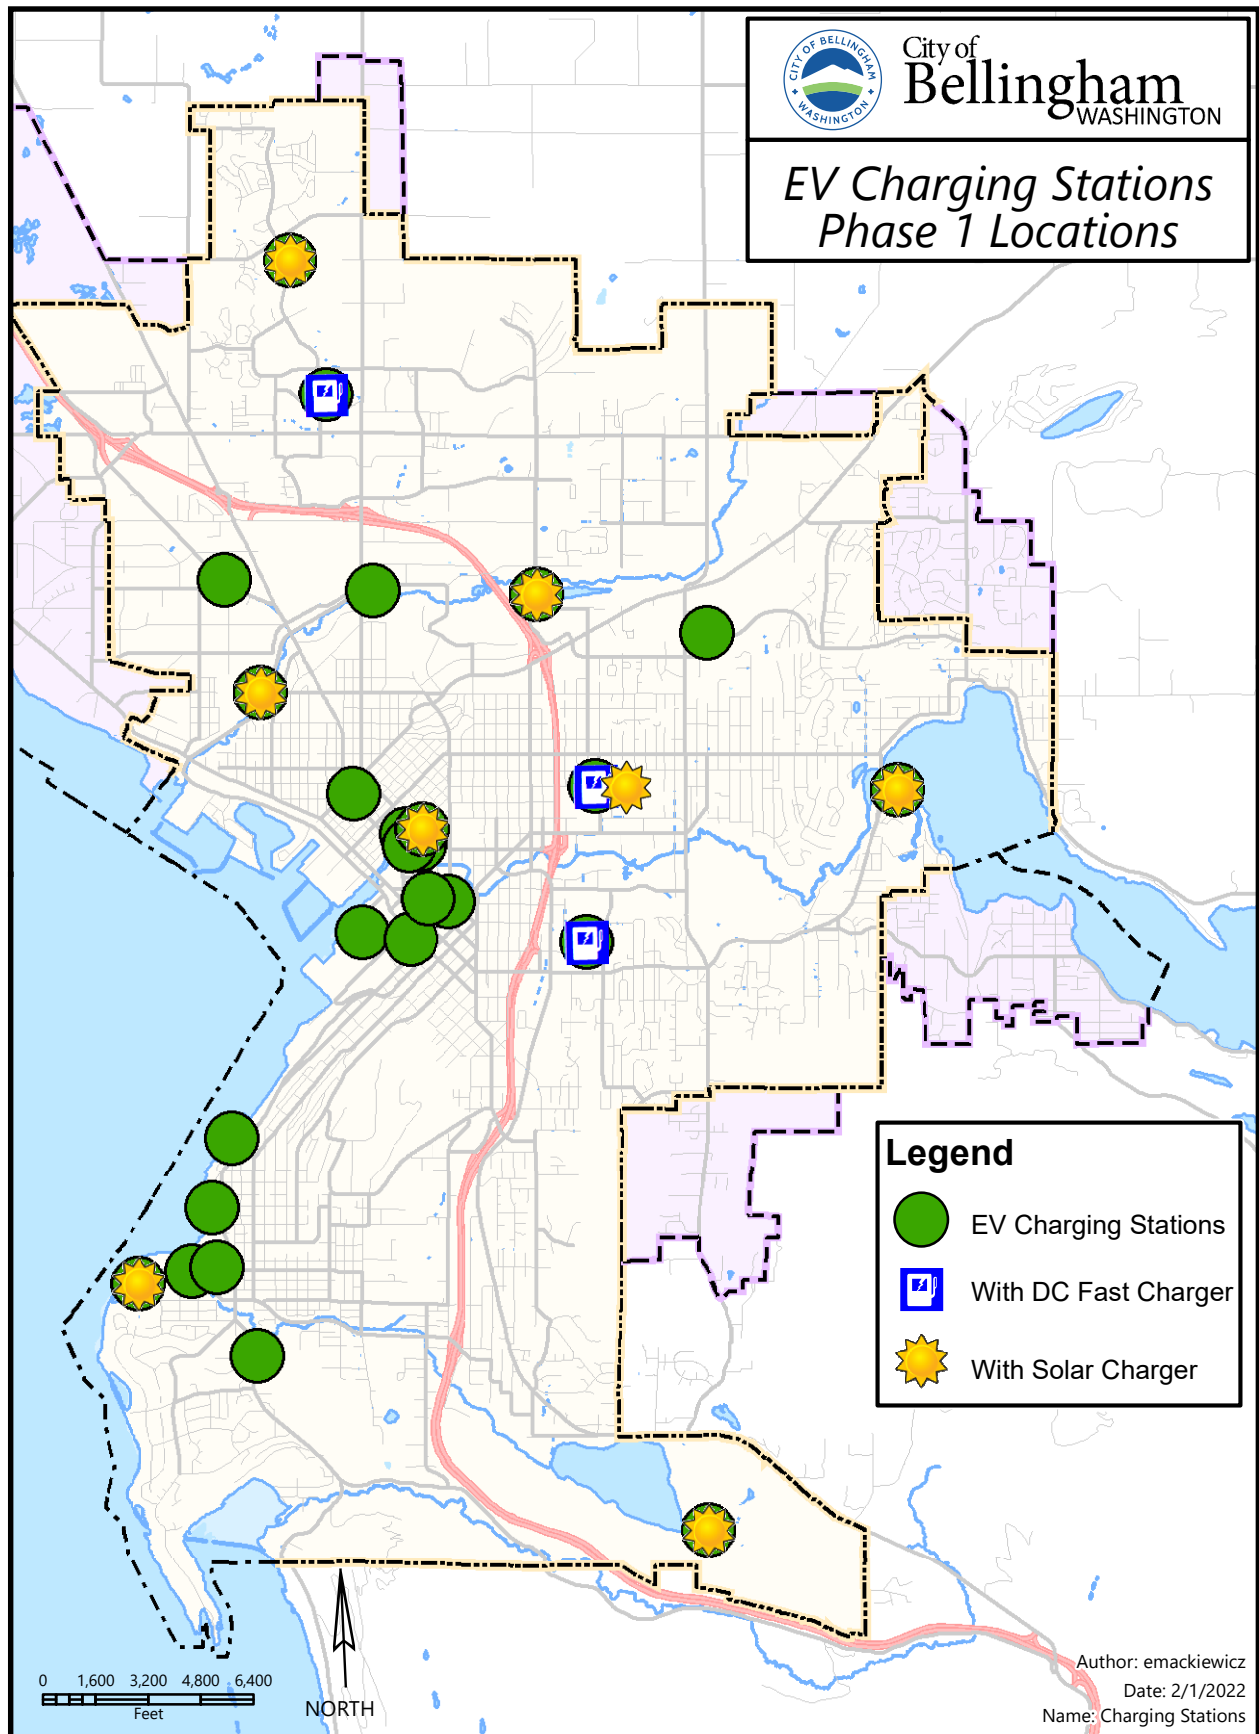 CITY OF BELLINGHAM
WASHINGTON
City of
Bellingham
WASHINGTON
EV Charging Stations
Phase 1 Locations
Legend
EV Charging Stations
With DC Fast Charger
With Solar Charger
0 1,600 3,200 4,800 6,400
Feet
NORTH
Author: emackiewicz
Date: 2/1/2022
Name: Charging Stations